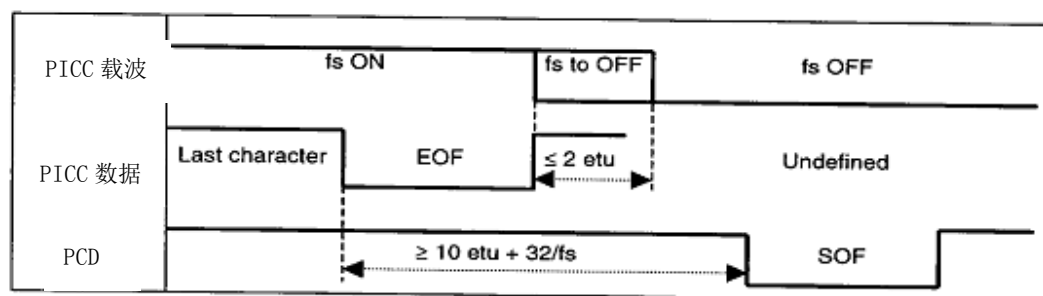 PICC 载波
fs ON
fs to OFF
fs OFF
PICC 数据
Last character
EOF
≤ 2 etu
Undefined
PCD
≥ 10 etu + 32/fs
SOF